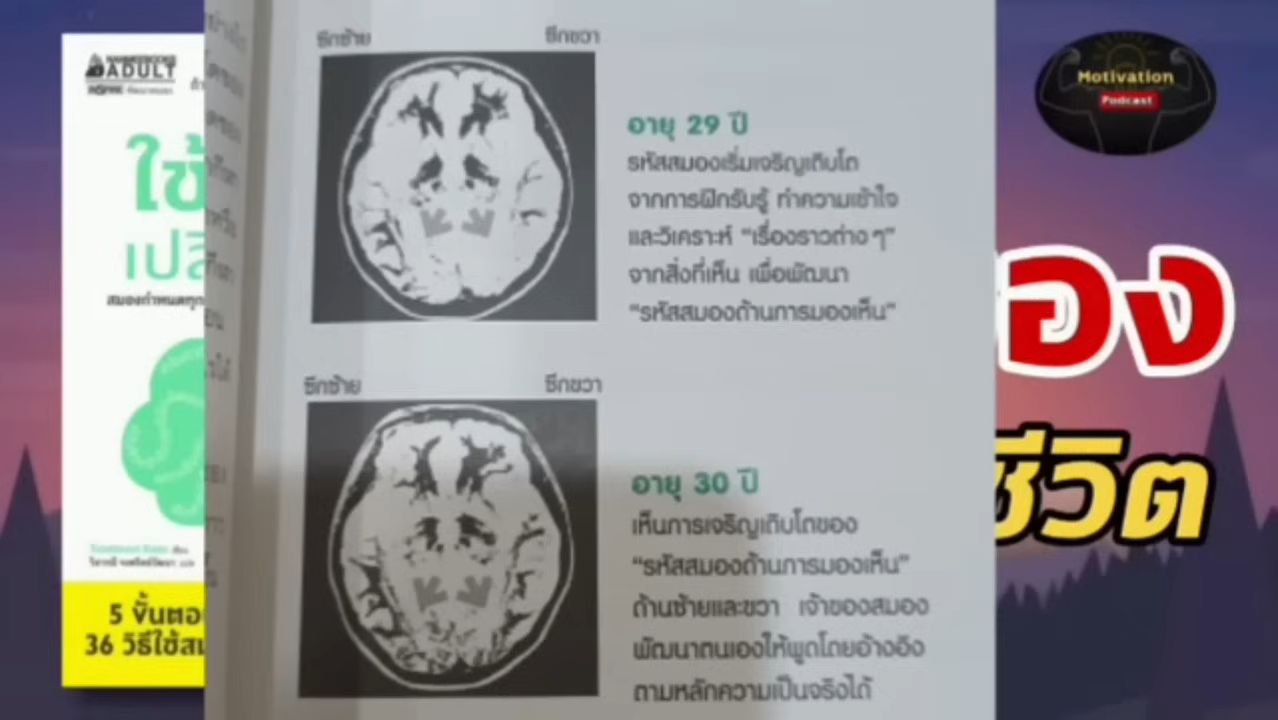 ADULT
ใช้
เปลี
สมองกำหนดทุก
5 ขั้นตอ
36 วิธีใช้สม
ซีกซ้าย
ซีกขวา
อายุ 29 ปี
รหัสสมองเริ่มเจริญเติบโต
จากการฝึกรับรู้ ทำความเข้าใจ
และวิเคราะห์ “เรื่องราวต่าง ๆ”
จากสิ่งที่เห็น เพื่อพัฒนา
“รหัสสมองด้านการมองเห็น”
ซีกซ้าย
ซีกขวา
อายุ 30 ปี
เห็นการเจริญเติบโตของ
“รหัสสมองด้านการมองเห็น”
ด้านซ้ายและขวา เจ้าของสมอง
พัฒนาตนเองให้พูดโดยอ้างอิง
ตามหลักความเป็นจริงได้
Motivation
Podcast
อง
ชีวิต